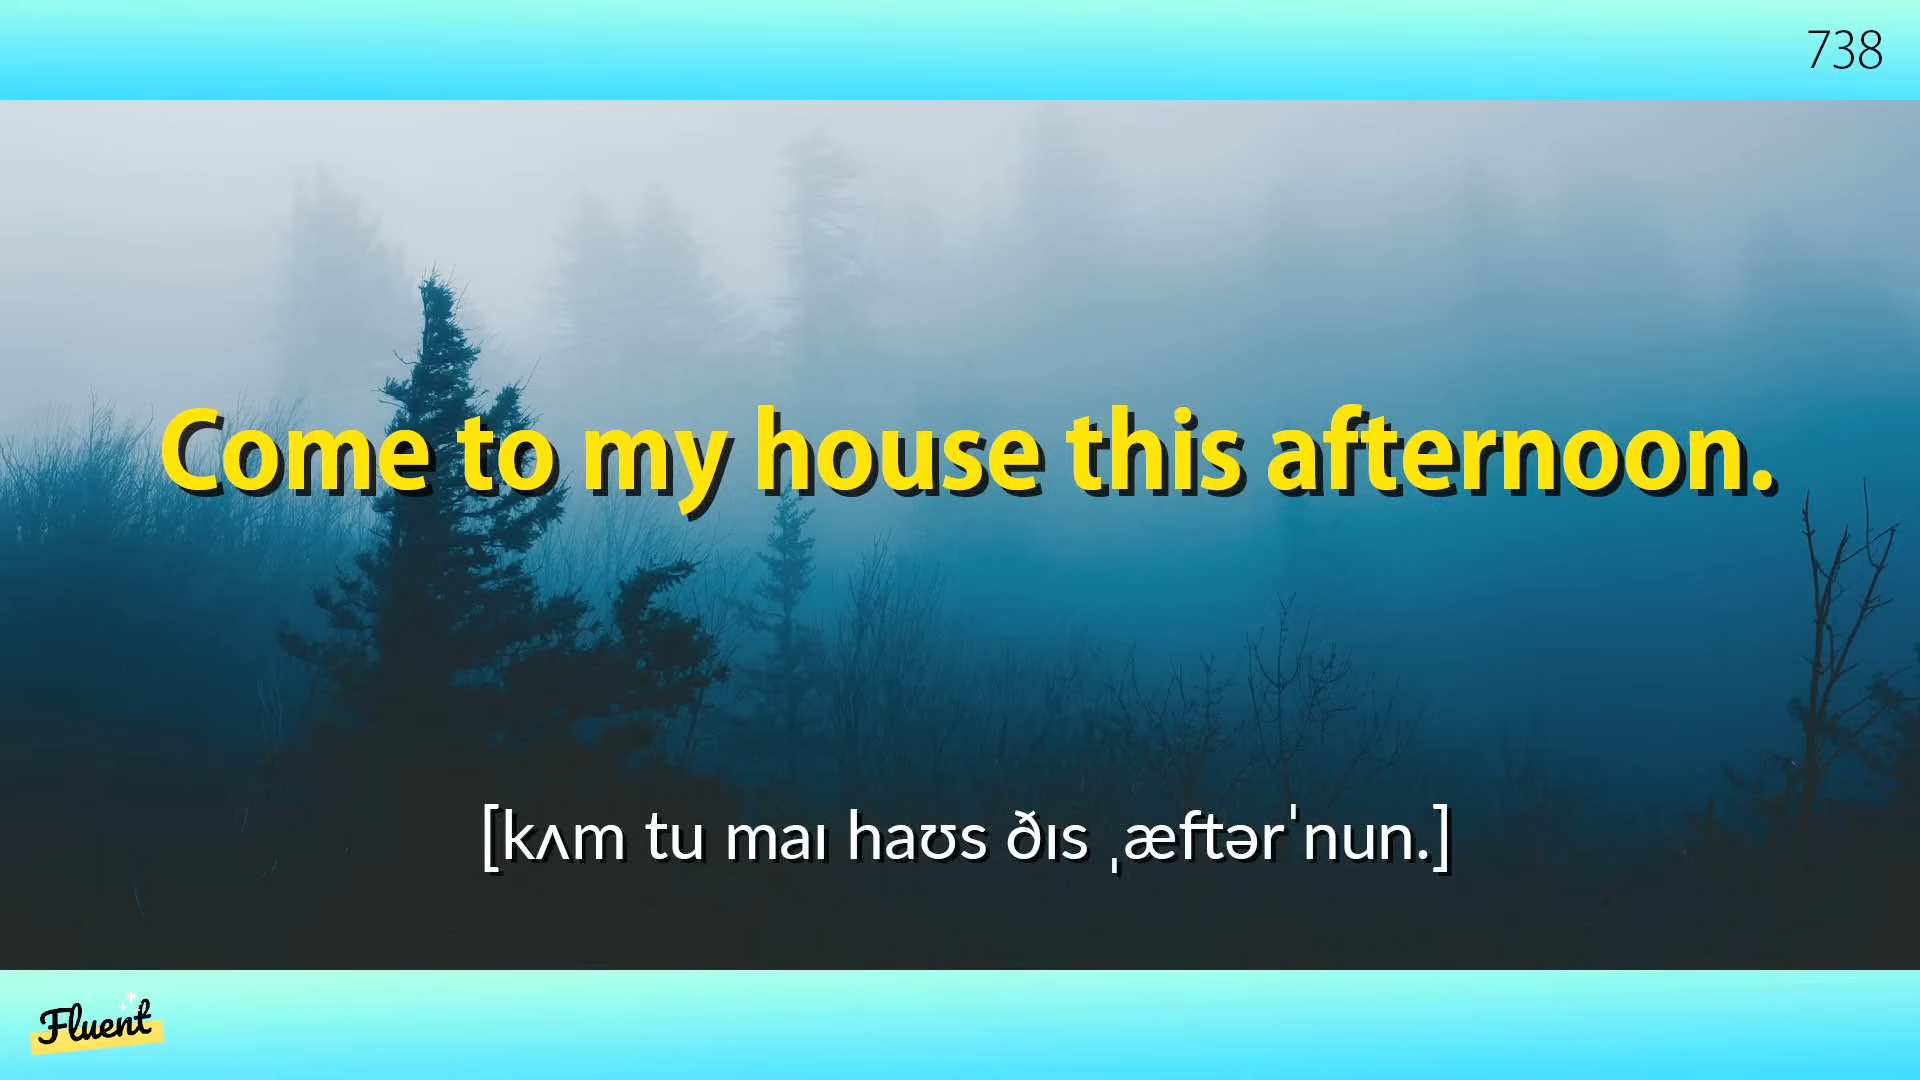 738
Come to my house this afternoon.
[kʌm tu maɪ haʊs ðɪs ˌæftərˈnun.]
Fluent